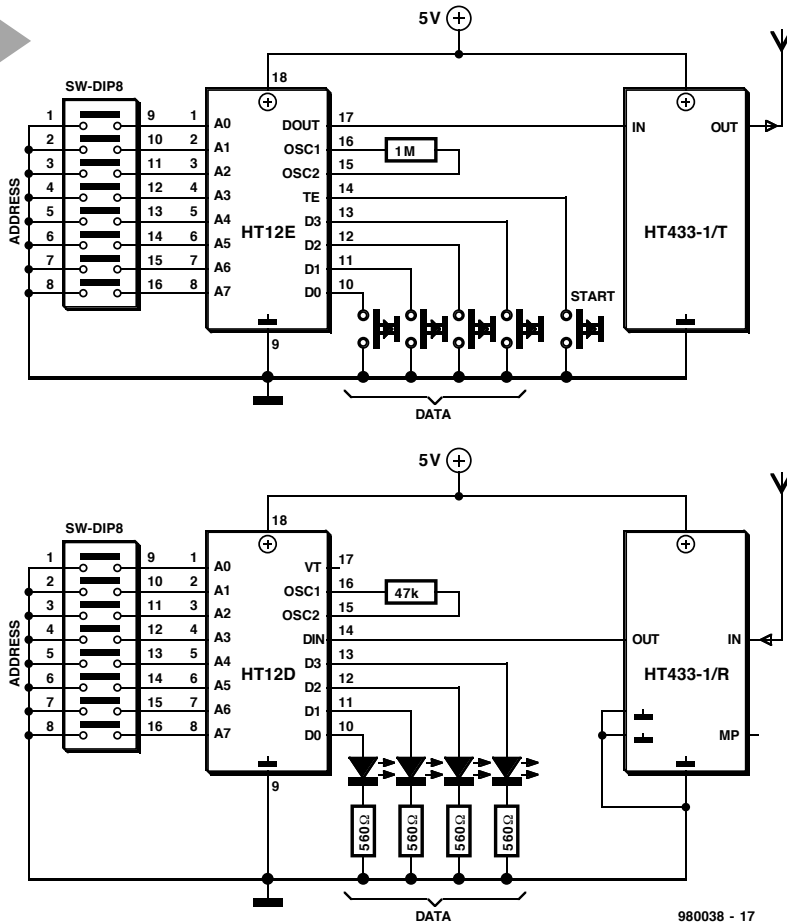 5V
SW-DIP8
18
1 9 1 A0 DOUT 17 IN OUT
2 10 2 A1 OSC1 16 1M
3 11 3 A2 OSC2 15
4 12 4 A3 TE 14
5 13 5 A4 D3 13
ADDRESS
HT12E
HT433-1/T
6 14 6 A5 D2 12
7 15 7 A6 D1 11
8 16 8 A7 D0 10
START
9
DATA
5V
SW-DIP8
18
1 9 1 A0 VT 17
2 10 2 A1 OSC1 16 47k
3 11 3 A2 OSC2 15
4 12 4 A3 DIN 14 OUT IN
5 13 5 A4 D3 13
ADDRESS
HT12D
HT433-1/R
6 14 6 A5 D2 12
7 15 7 A6 D1 11
8 16 8 A7 D0 10 MP
9
560Ω 560Ω 560Ω 560Ω
DATA
980038 - 17